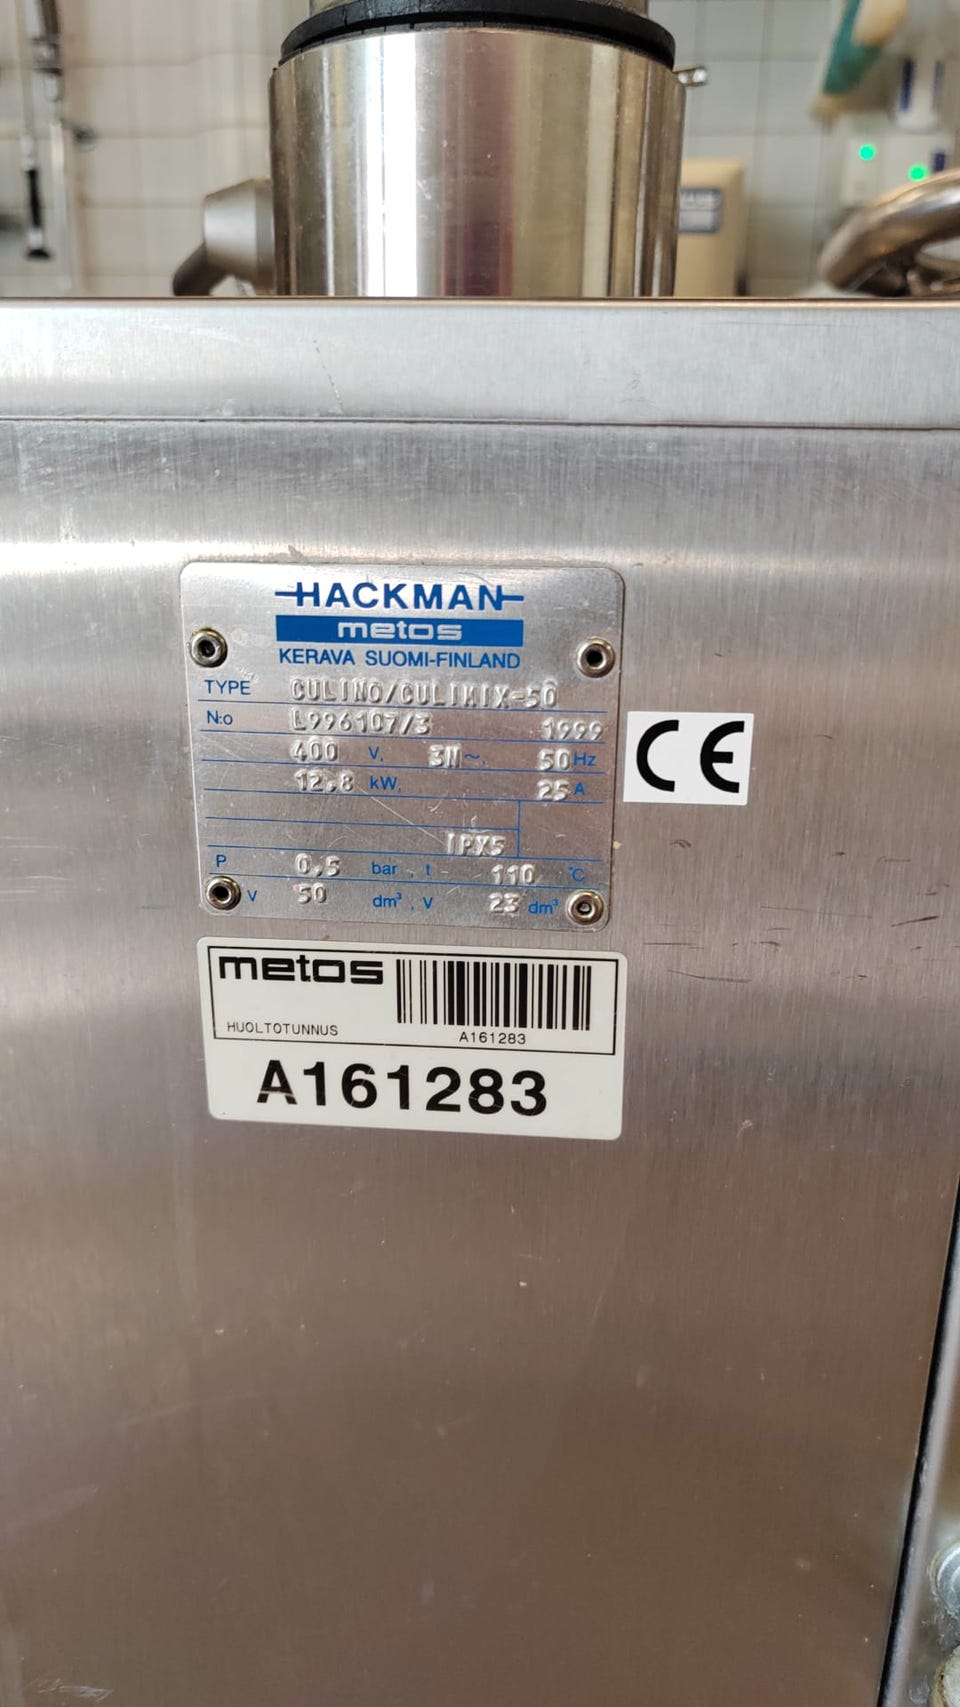 HACKMAN
metos
KERAVA SUOMI-FINLAND
TYPE CULINO/CULIMIX-50
N:o L996107/3 1999
400 V, 3N~, 50 Hz
12,8 kW, 25 A
IPX5
P 0,5 bar, t 110 °C
V 50 dm³, V 23 dm³
CE
metos
HUOLTOTUNNUS A161283
A161283